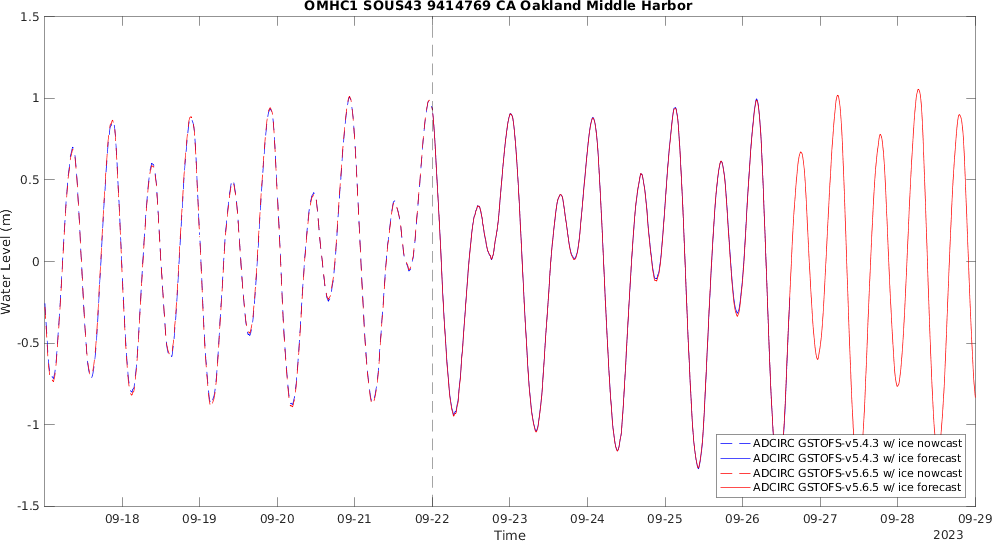 OMHC1 SOUS43 9414769 CA Oakland Middle Harbor
1.5
1
0.5
0
-0.5
-1
-1.5
Water Level (m)
ADCIRC GSTOFS-v5.4.3 w/ ice nowcast
ADCIRC GSTOFS-v5.4.3 w/ ice forecast
ADCIRC GSTOFS-v5.6.5 w/ ice nowcast
ADCIRC GSTOFS-v5.6.5 w/ ice forecast
09-18 09-19 09-20 09-21 09-22 09-23 09-24 09-25 09-26 09-27 09-28 09-29
Time
2023